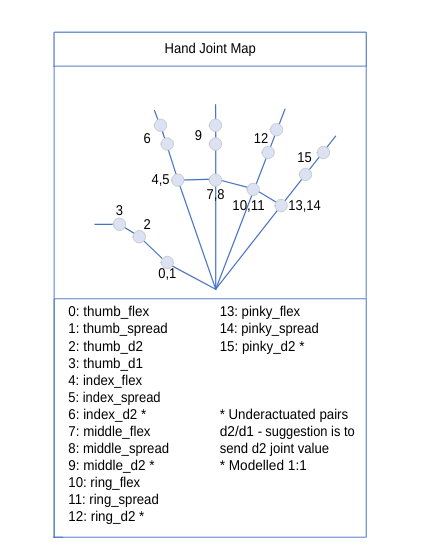 Hand Joint Map
6
9
12
15
4,5
7,8
10,11
13,14
3
2
0,1
0: thumb_flex
1: thumb_spread
2: thumb_d2
3: thumb_d1
4: index_flex
5: index_spread
6: index_d2 *
7: middle_flex
8: middle_spread
9: middle_d2 *
10: ring_flex
11: ring_spread
12: ring_d2 *
13: pinky_flex
14: pinky_spread
15: pinky_d2 *
* Underactuated pairs
d2/d1 - suggestion is to
send d2 joint value
* Modelled 1:1